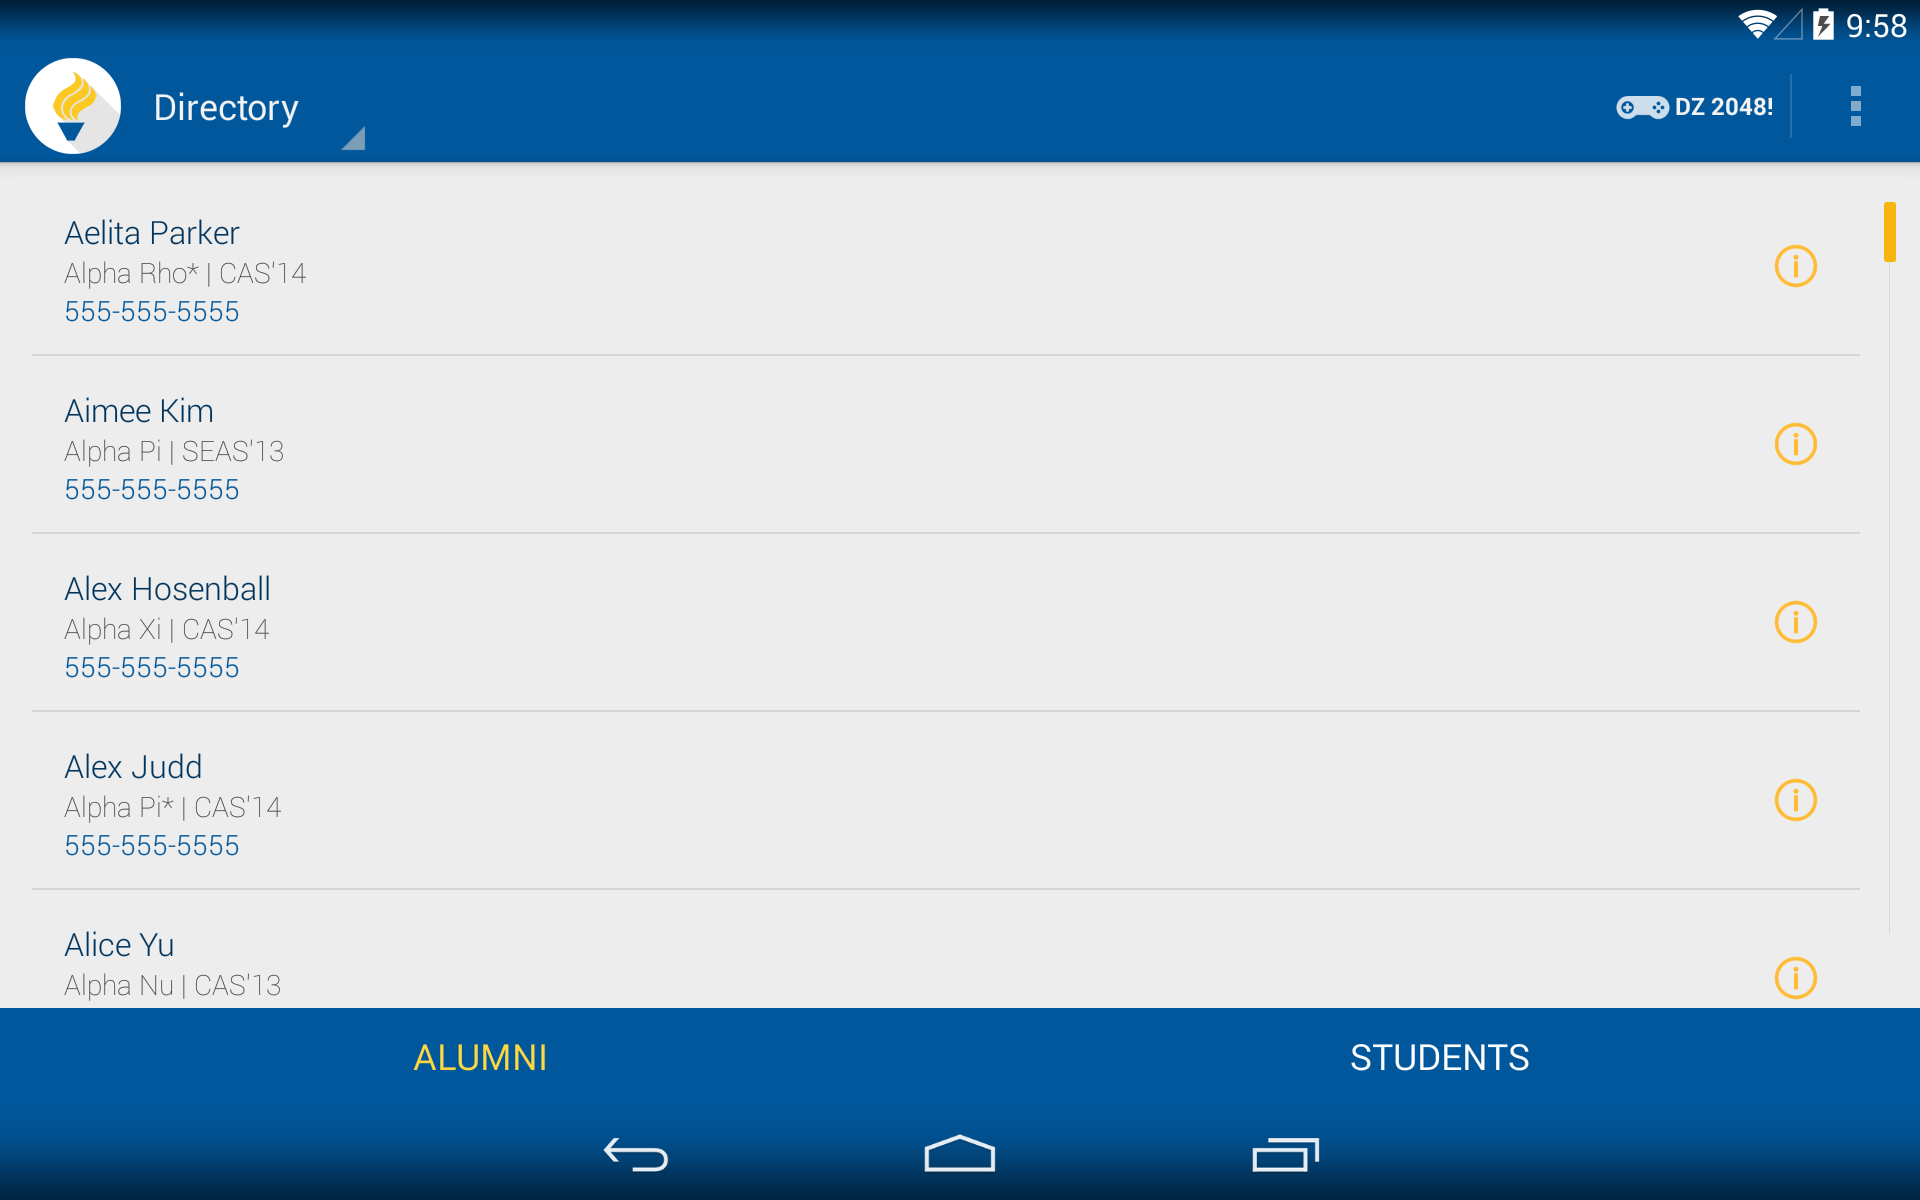 9:58
Directory
DZ 2048!
Aelita Parker
Alpha Rho* | CAS'14
555-555-5555
Aimee Kim
Alpha Pi | SEAS'13
555-555-5555
Alex Hosenball
Alpha Xi | CAS'14
555-555-5555
Alex Judd
Alpha Pi* | CAS'14
555-555-5555
Alice Yu
Alpha Nu | CAS'13
ALUMNI
STUDENTS